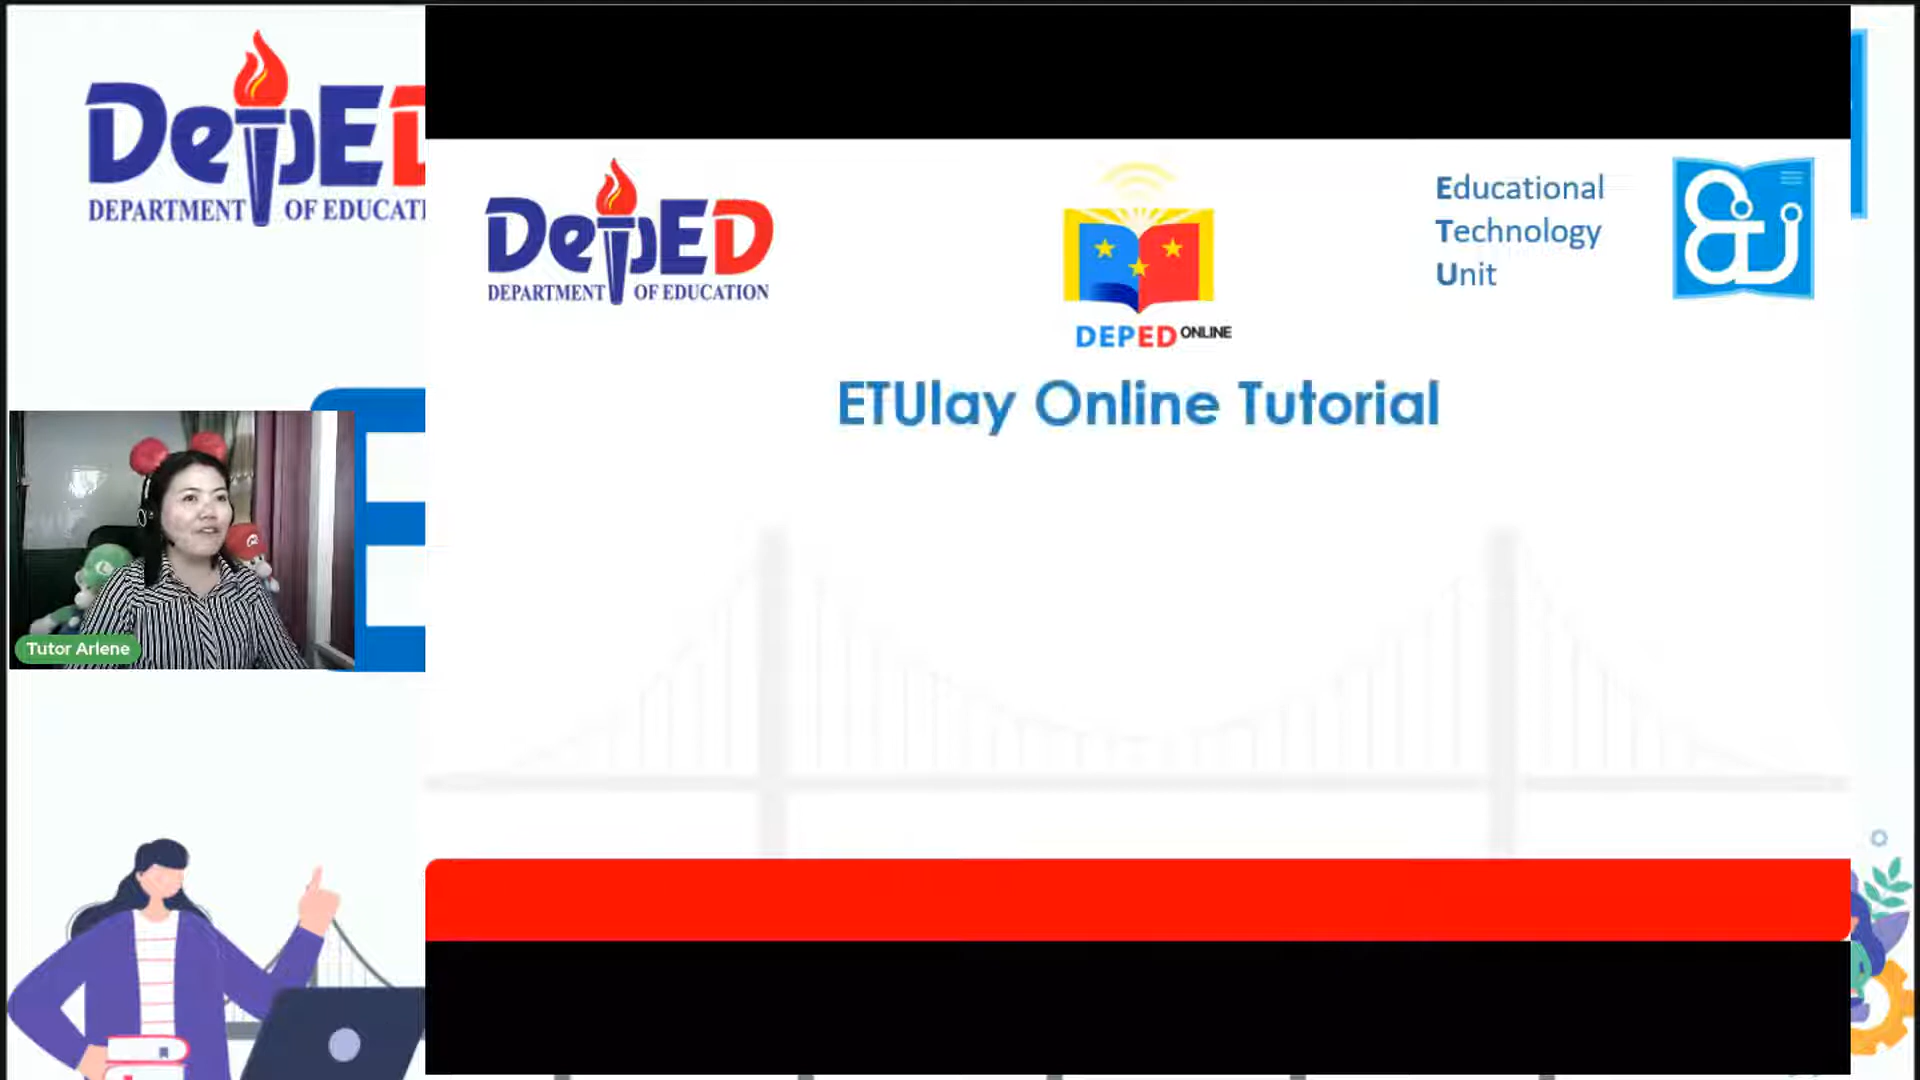 DepED
DEPARTMENT OF EDUCATI
DepED
DEPARTMENT OF EDUCATION
DEPED ONLINE
Educational
Technology
Unit
ETUlay Online Tutorial
Tutor Arlene